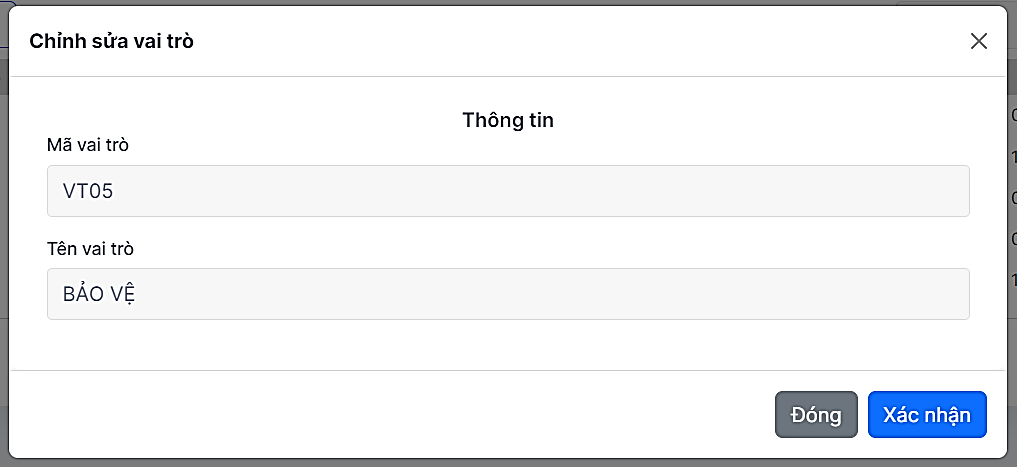 Chỉnh sửa vai trò
Thông tin
Mã vai trò
VT05
Tên vai trò
BẢO VỆ
Đóng
Xác nhận